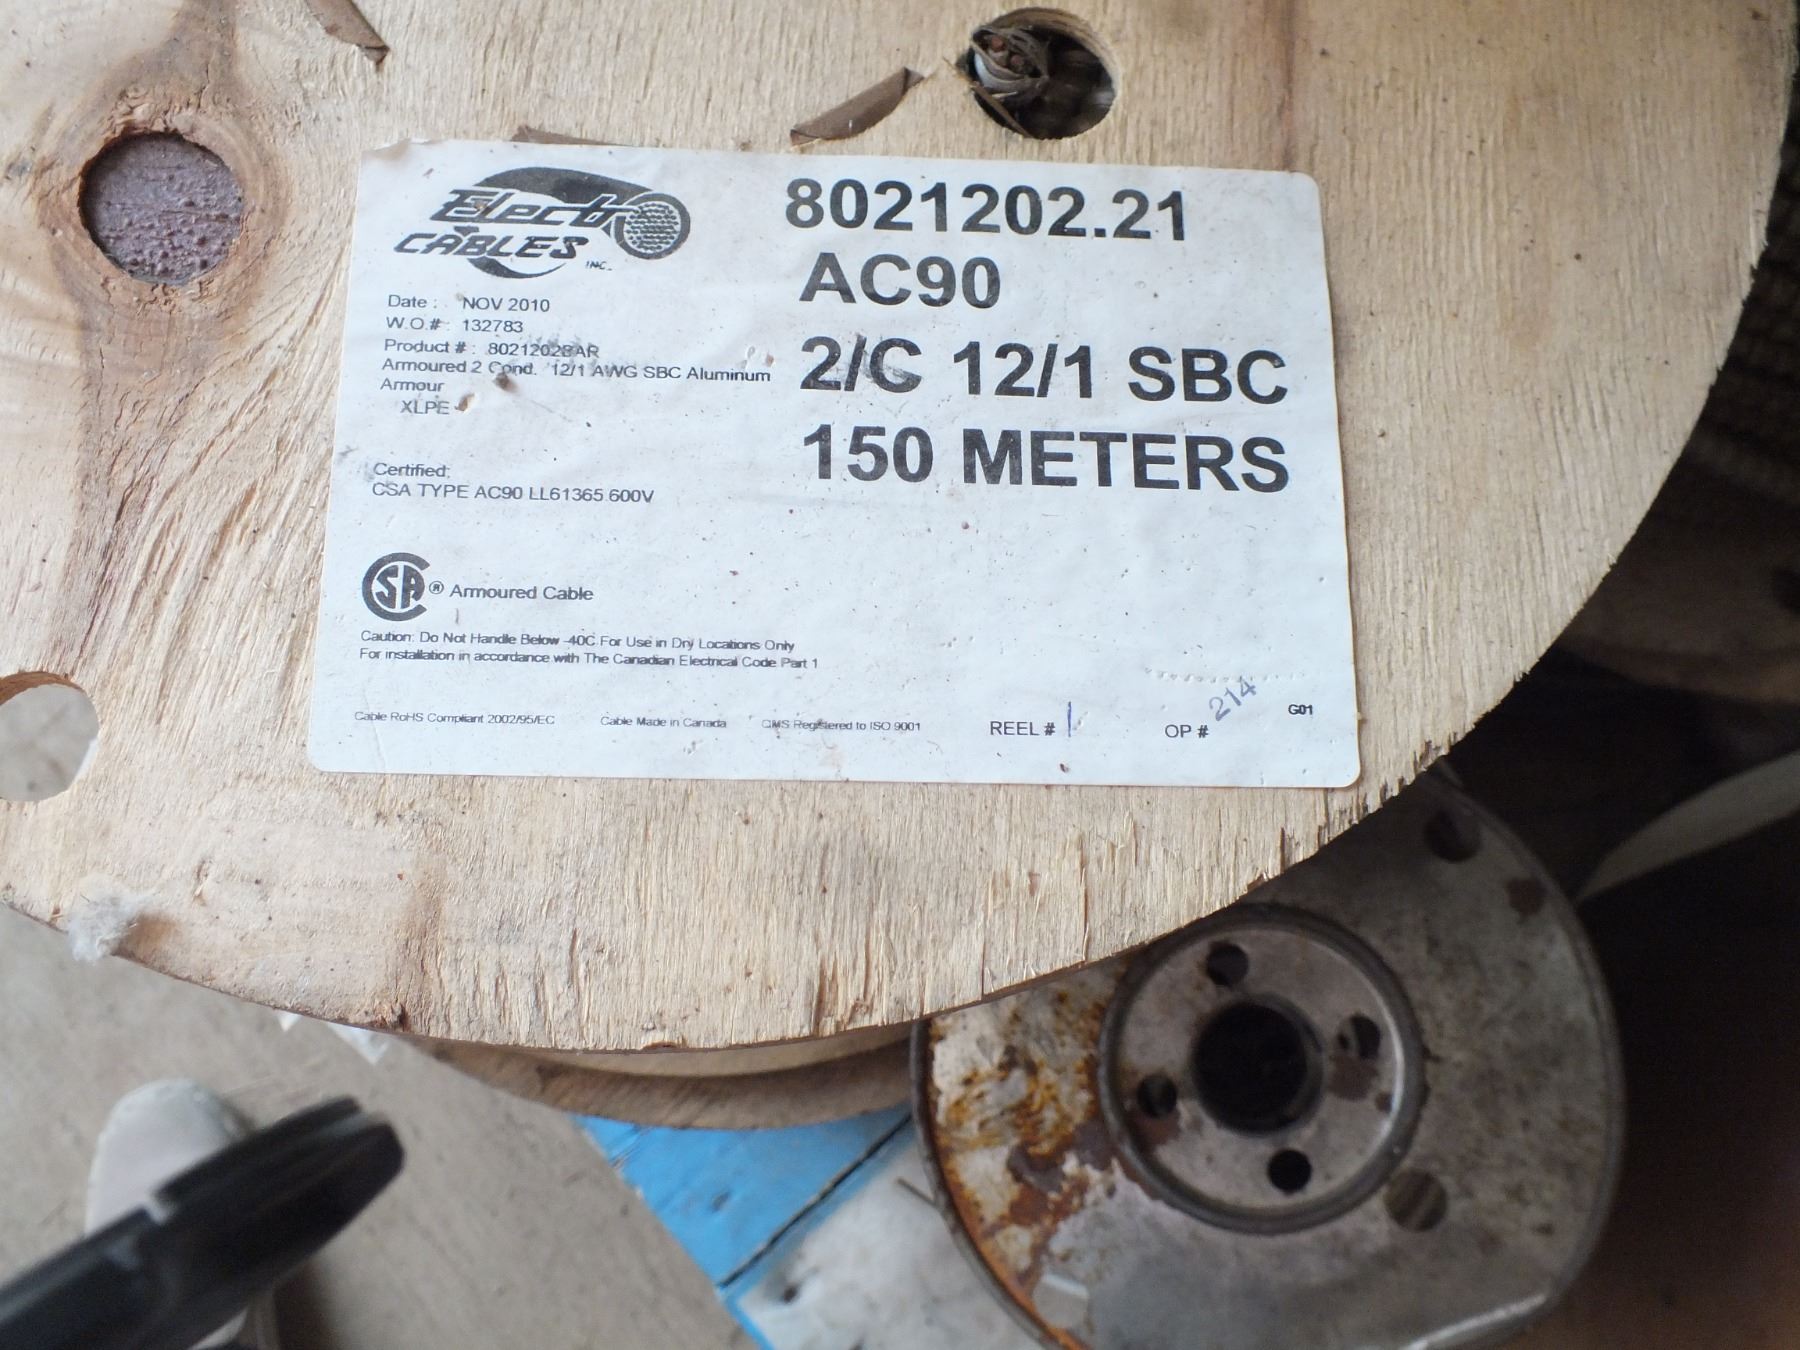 Electro
CABLES INC.
8021202.21
AC90
2/C 12/1 SBC
150 METERS
Date : NOV 2010
W.O.# : 132783
Product # : 8021202BAR
Armoured 2 Cond. 12/1 AWG SBC Aluminum
Armour
XLPE
Certified:
CSA TYPE AC90 LL61365 600V
CSA ® Armoured Cable
Caution: Do Not Handle Below -40C For Use in Dry Locations Only
For installation in accordance with The Canadian Electrical Code Part 1
Cable RoHS Compliant 2002/95/EC Cable Made in Canada QMS Registered to ISO 9001
REEL # 1 OP # 214 G01